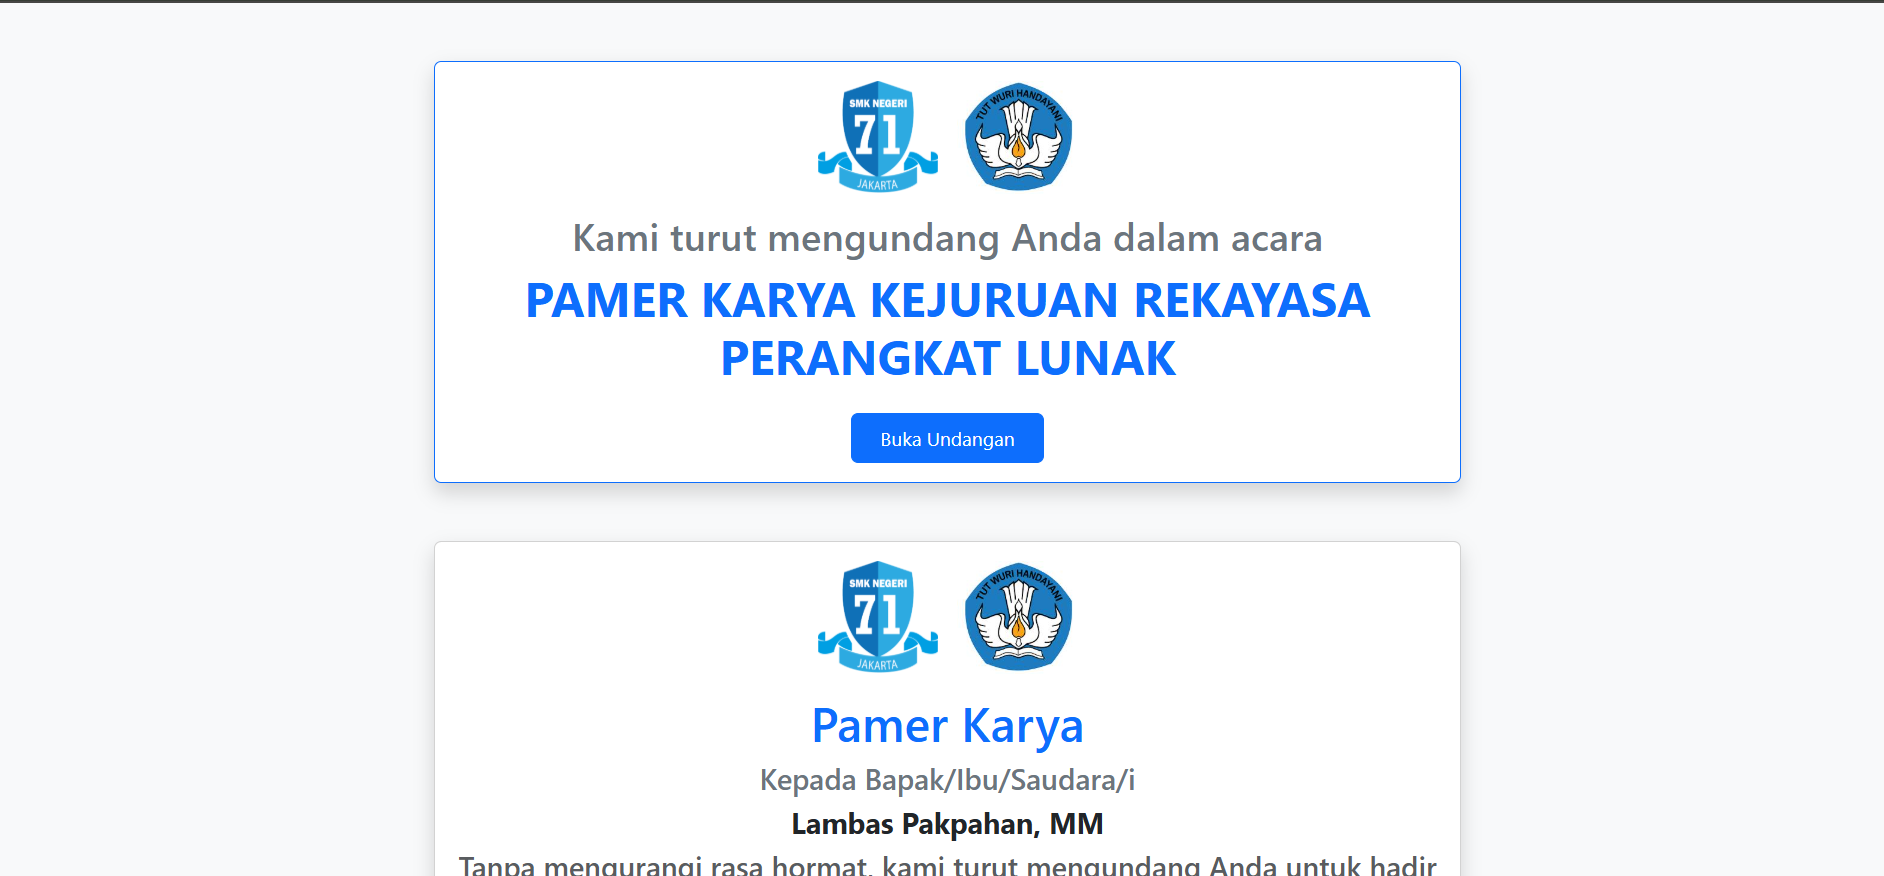 SMK NEGERI
71
JAKARTA
TUT WURI HANDAYANI
Kami turut mengundang Anda dalam acara
PAMER KARYA KEJURUAN REKAYASA
PERANGKAT LUNAK
Buka Undangan
SMK NEGERI
71
JAKARTA
TUT WURI HANDAYANI
Pamer Karya
Kepada Bapak/Ibu/Saudara/i
Lambas Pakpahan, MM
Tanpa mengurangi rasa hormat, kami turut mengundang Anda untuk hadir